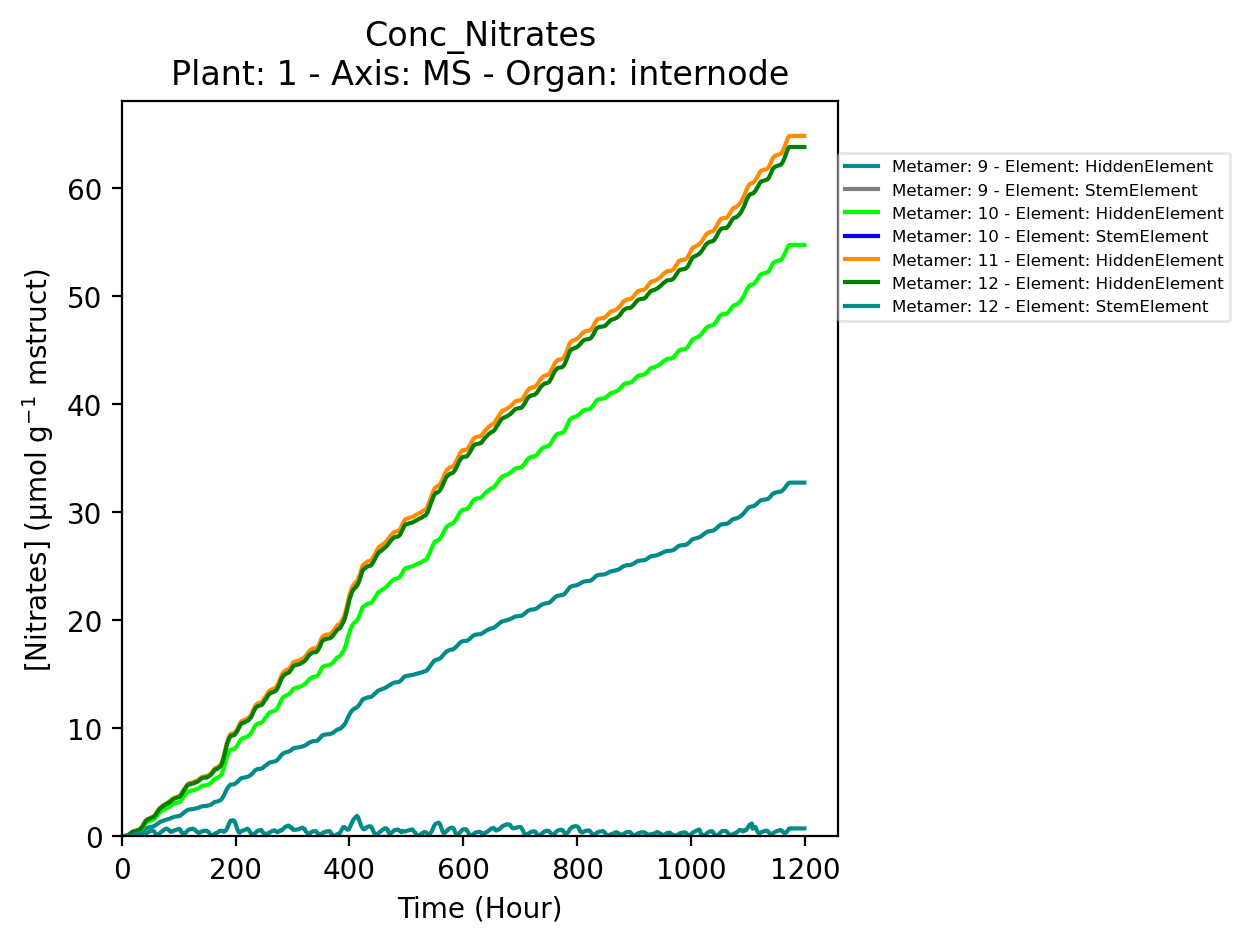 Conc_Nitrates
Plant: 1 - Axis: MS - Organ: internode
[Nitrates] (µmol g⁻¹ mstruct)
60
50
40
30
20
10
0
0 200 400 600 800 1000 1200
Time (Hour)
Metamer: 9 - Element: HiddenElement
Metamer: 9 - Element: StemElement
Metamer: 10 - Element: HiddenElement
Metamer: 10 - Element: StemElement
Metamer: 11 - Element: HiddenElement
Metamer: 12 - Element: HiddenElement
Metamer: 12 - Element: StemElement